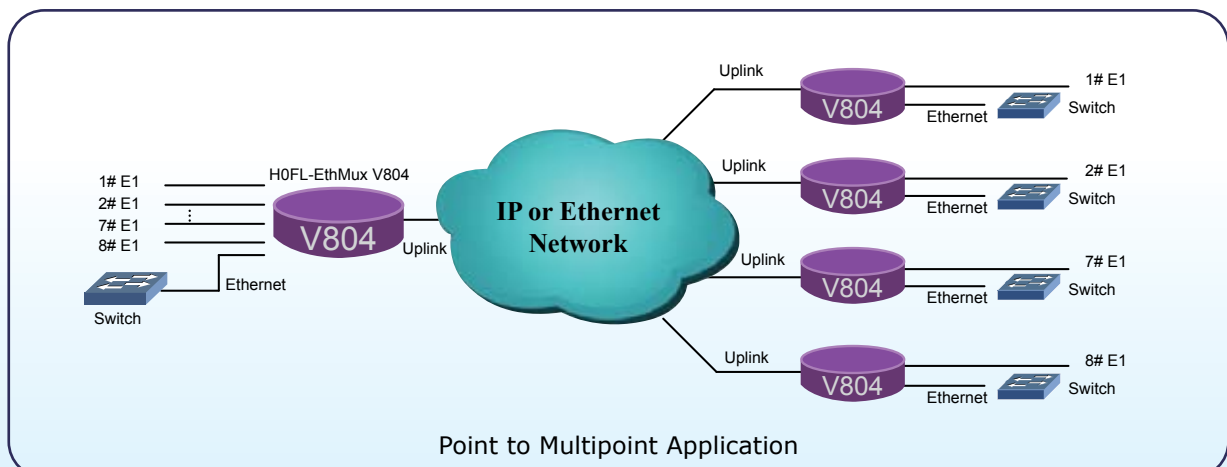 1# E1
2# E1
⋮
7# E1
8# E1
Switch
Ethernet
H0FL-EthMux V804
V804
Uplink
IP or Ethernet
Network
Uplink
V804
1# E1
Ethernet
Switch
Uplink
V804
2# E1
Ethernet
Switch
Uplink
V804
7# E1
Ethernet
Switch
Uplink
V804
8# E1
Ethernet
Switch
Point to Multipoint Application